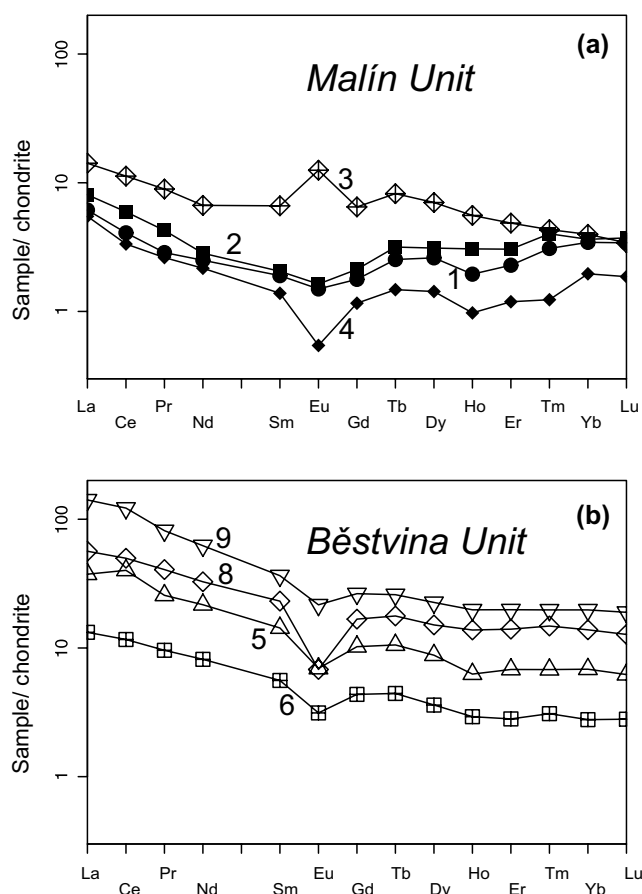 (a)
Malín Unit
100
10
1
Sample/ chondrite
3
2
1
4
La Ce Pr Nd Sm Eu Gd Tb Dy Ho Er Tm Yb Lu
(b)
Běstvina Unit
100
10
1
Sample/ chondrite
9
8
5
6
La Ce Pr Nd Sm Eu Gd Tb Dy Ho Er Tm Yb Lu